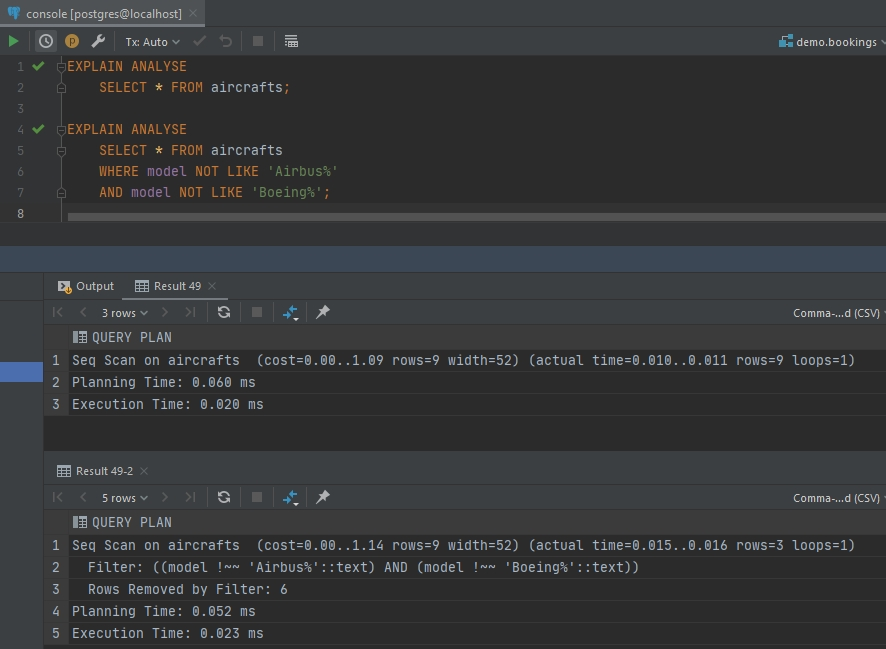 console [postgres@localhost]
Tx: Auto
demo.bookings
1 EXPLAIN ANALYSE
2 SELECT * FROM aircrafts;
3
4 EXPLAIN ANALYSE
5 SELECT * FROM aircrafts
6 WHERE model NOT LIKE 'Airbus%'
7 AND model NOT LIKE 'Boeing%';
8
Output Result 49
3 rows Comma-...d (CSV)
QUERY PLAN
1 Seq Scan on aircrafts  (cost=0.00..1.09 rows=9 width=52) (actual time=0.010..0.011 rows=9 loops=1)
2 Planning Time: 0.060 ms
3 Execution Time: 0.020 ms
Result 49-2
5 rows Comma-...d (CSV)
QUERY PLAN
1 Seq Scan on aircrafts  (cost=0.00..1.14 rows=9 width=52) (actual time=0.015..0.016 rows=3 loops=1)
2   Filter: ((model !~~ 'Airbus%'::text) AND (model !~~ 'Boeing%'::text))
3   Rows Removed by Filter: 6
4 Planning Time: 0.052 ms
5 Execution Time: 0.023 ms